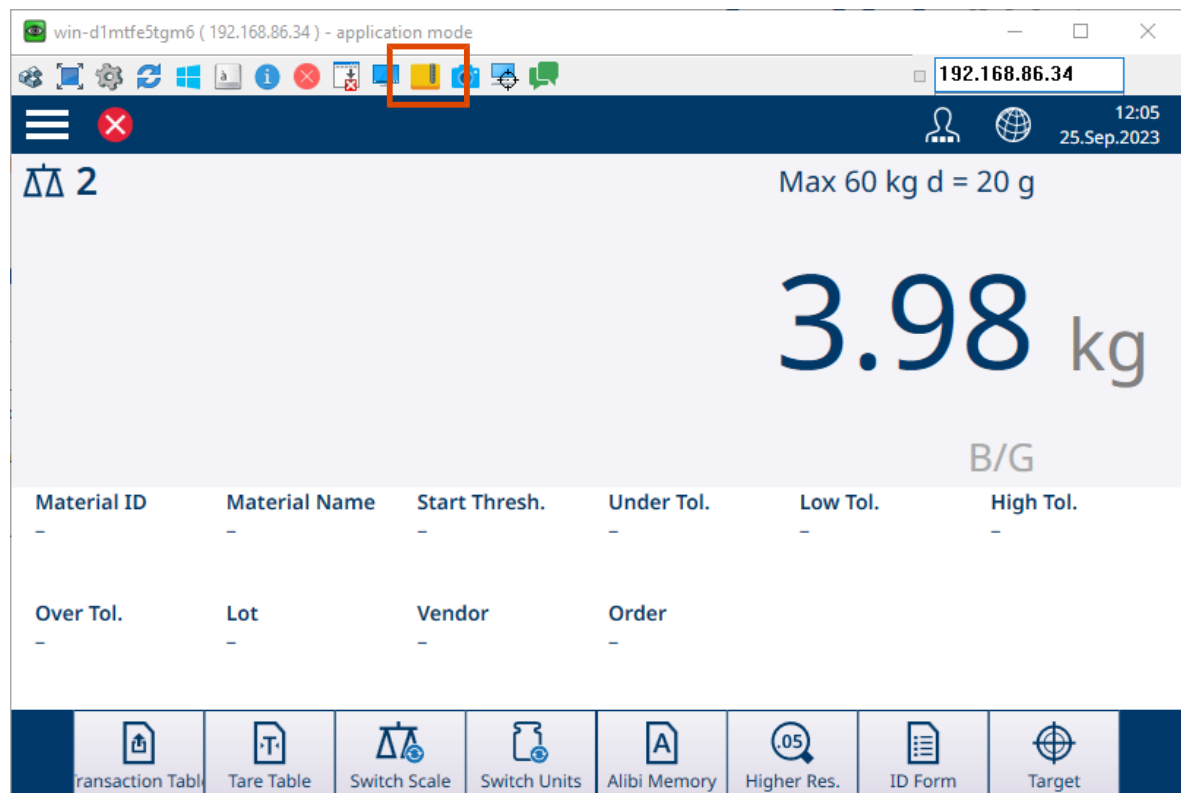 win-d1mtfe5tgm6 ( 192.168.86.34 ) - application mode
192.168.86.34
12:05
25.Sep.2023
2
Max 60 kg d = 20 g
3.98 kg
B/G
Material ID Material Name Start Thresh. Under Tol. Low Tol. High Tol.
– – – – – –
Over Tol. Lot Vendor Order
– – – –
ransaction Tabl Tare Table Switch Scale Switch Units Alibi Memory Higher Res. ID Form Target